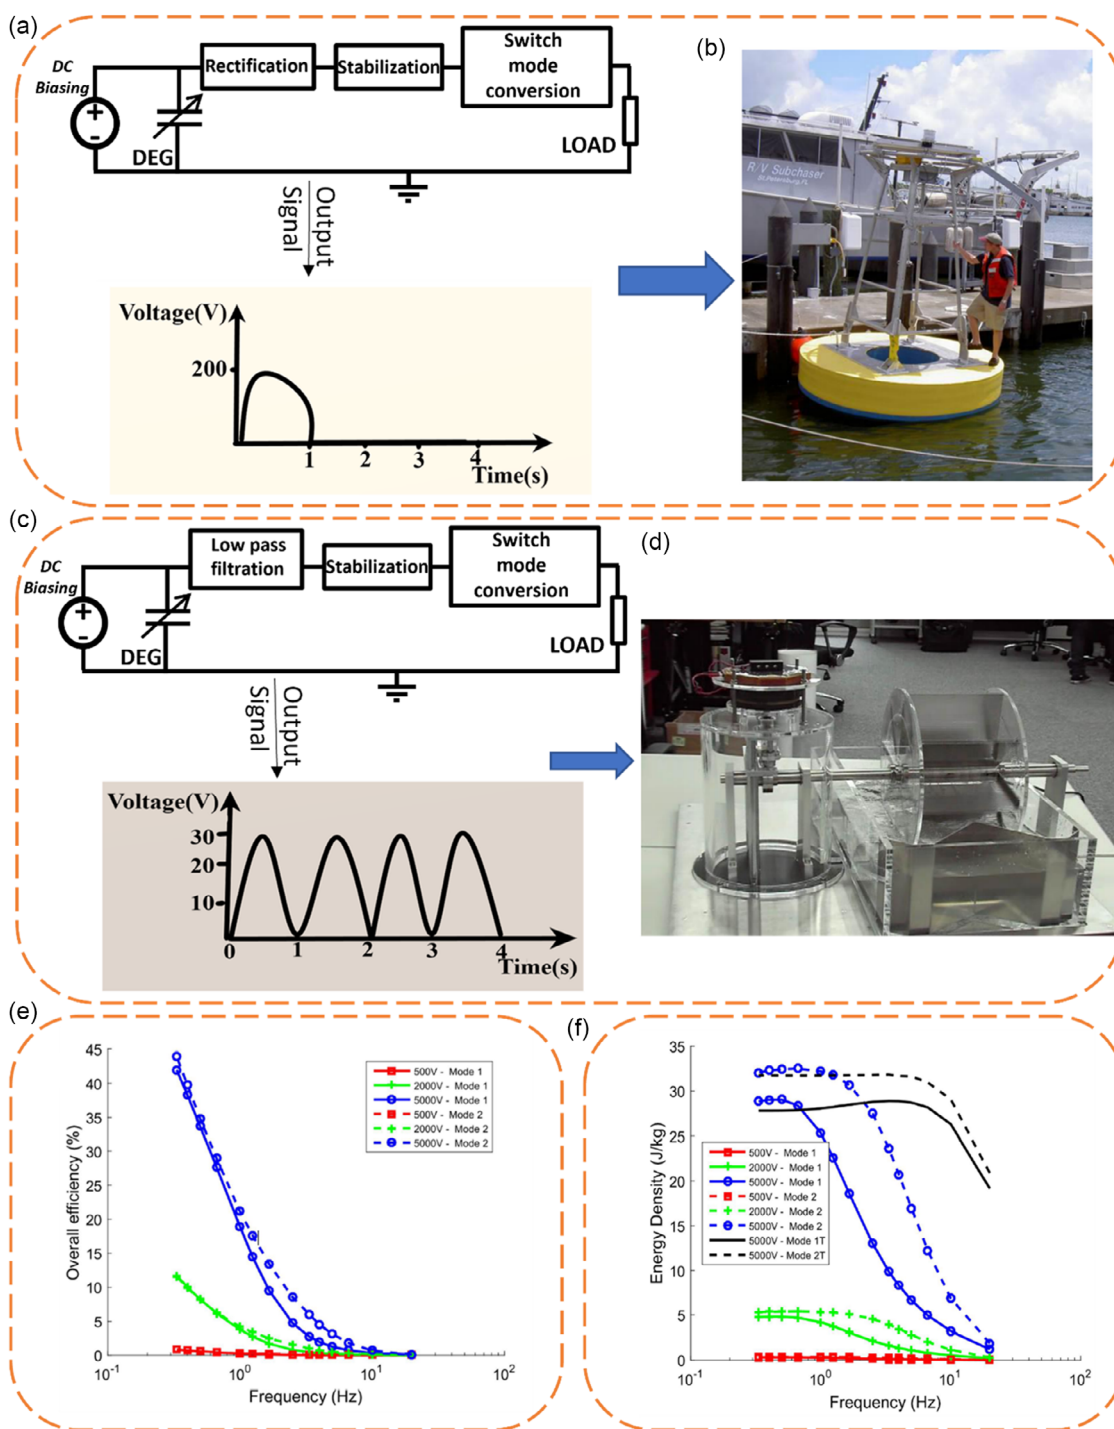 (a)
DC
Biasing
Rectification
Stabilization
Switch
mode
conversion
DEG
LOAD
Output
Signal
Voltage(V)
200
1 2 3 4
Time(s)
(b)
R/V Subchaser
St. Petersburg, FL
(c)
DC
Biasing
Low pass
filtration
Stabilization
Switch
mode
conversion
DEG
LOAD
Output
Signal
Voltage(V)
30
20
10
0 1 2 3 4
Time(s)
(d)
(e)
Overall efficiency (%)
45
40
35
30
25
20
15
10
5
0
500V - Mode 1
2000V - Mode 1
5000V - Mode 1
500V - Mode 2
2000V - Mode 2
5000V - Mode 2
10-1 100 101 102
Frequency (Hz)
(f)
Energy Density (J/kg)
35
30
25
20
15
10
5
0
500V - Mode 1
2000V - Mode 1
5000V - Mode 1
500V - Mode 2
2000V - Mode 2
5000V - Mode 2
5000V - Mode 1T
5000V - Mode 2T
10-1 100 101 102
Frequency (Hz)